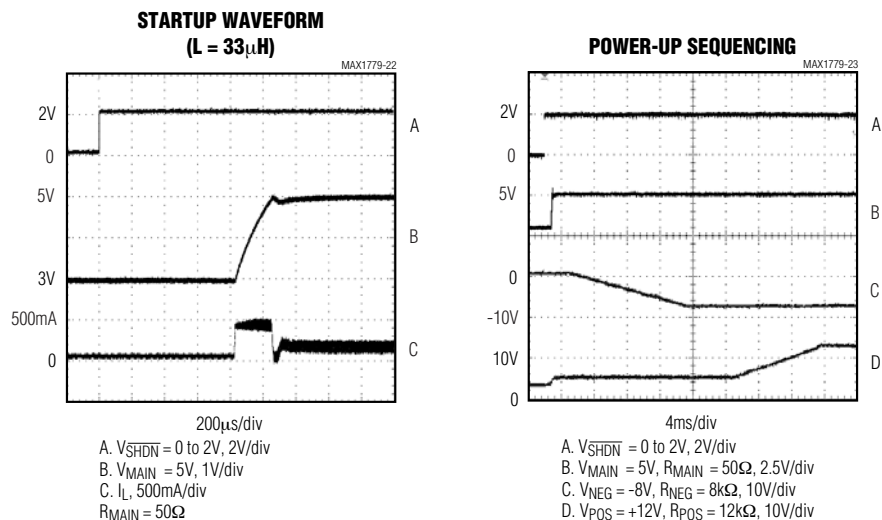 STARTUP WAVEFORM
(L = 33μH)
MAX1779-22
2V
0
A
5V
B
3V
500mA
0
C
200μs/div
A. VSHDN = 0 to 2V, 2V/div
B. VMAIN = 5V, 1V/div
C. IL, 500mA/div
RMAIN = 50Ω
POWER-UP SEQUENCING
MAX1779-23
2V
A
0
5V
B
0
C
-10V
10V
D
0
4ms/div
A. VSHDN = 0 to 2V, 2V/div
B. VMAIN = 5V, RMAIN = 50Ω, 2.5V/div
C. VNEG = -8V, RNEG = 8kΩ, 10V/div
D. VPOS = +12V, RPOS = 12kΩ, 10V/div